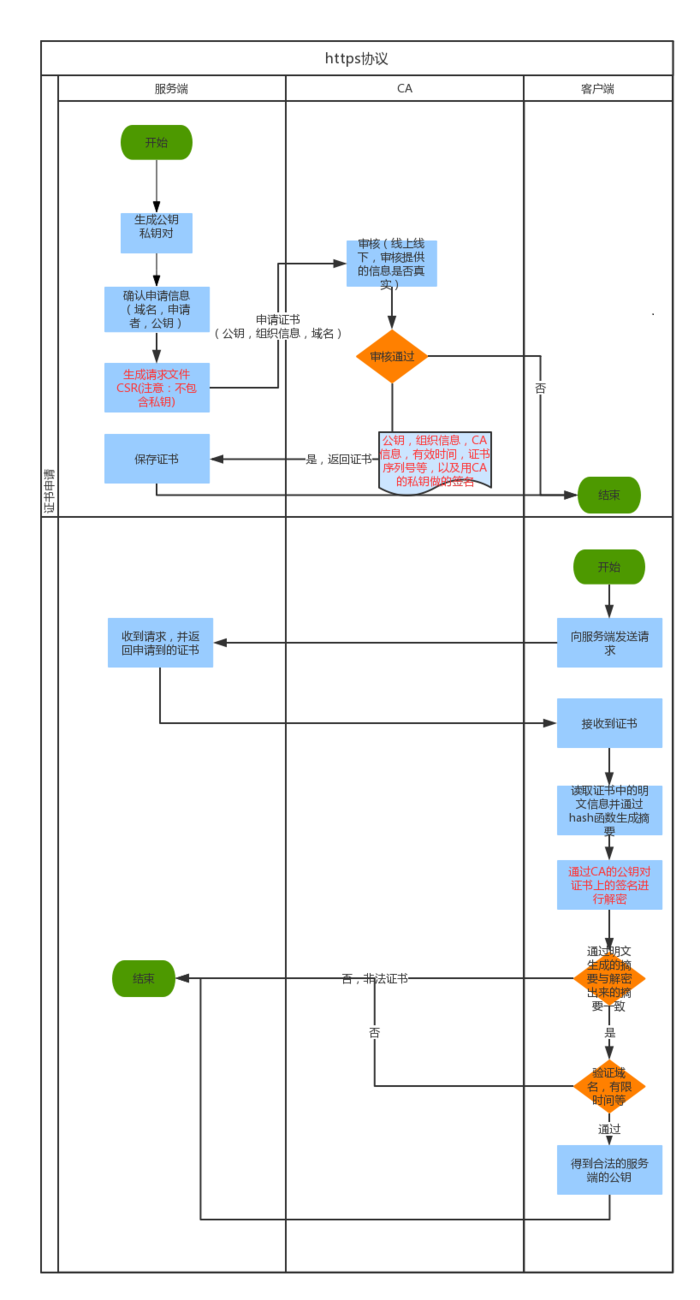 https协议
服务端
CA
客户端
证书申请
开始
生成公钥
私钥对
确认申请信息
（域名，申请
者，公钥）
生成请求文件
CSR(注意：不包
含私钥)
申请证书
（公钥，组织信息，域名）
审核（线上线
下，审核提供
的信息是否真
实）
审核通过
否
公钥，组织信息，CA
信息，有效时间，证书
序列号等，以及用CA
的私钥做的签名
是，返回证书
保存证书
结束
开始
向服务端发送请
求
收到请求，并返
回申请到的证书
接收到证书
读取证书中的明
文信息并通过
hash函数生成摘
要
通过CA的公钥对
证书上的签名进
行解密
通过明文
生成的摘
要与解密
出来的摘
要一致
否，非法证书
结束
是
否
验证域
名，有限
时间等
通过
得到合法的服务
端的公钥